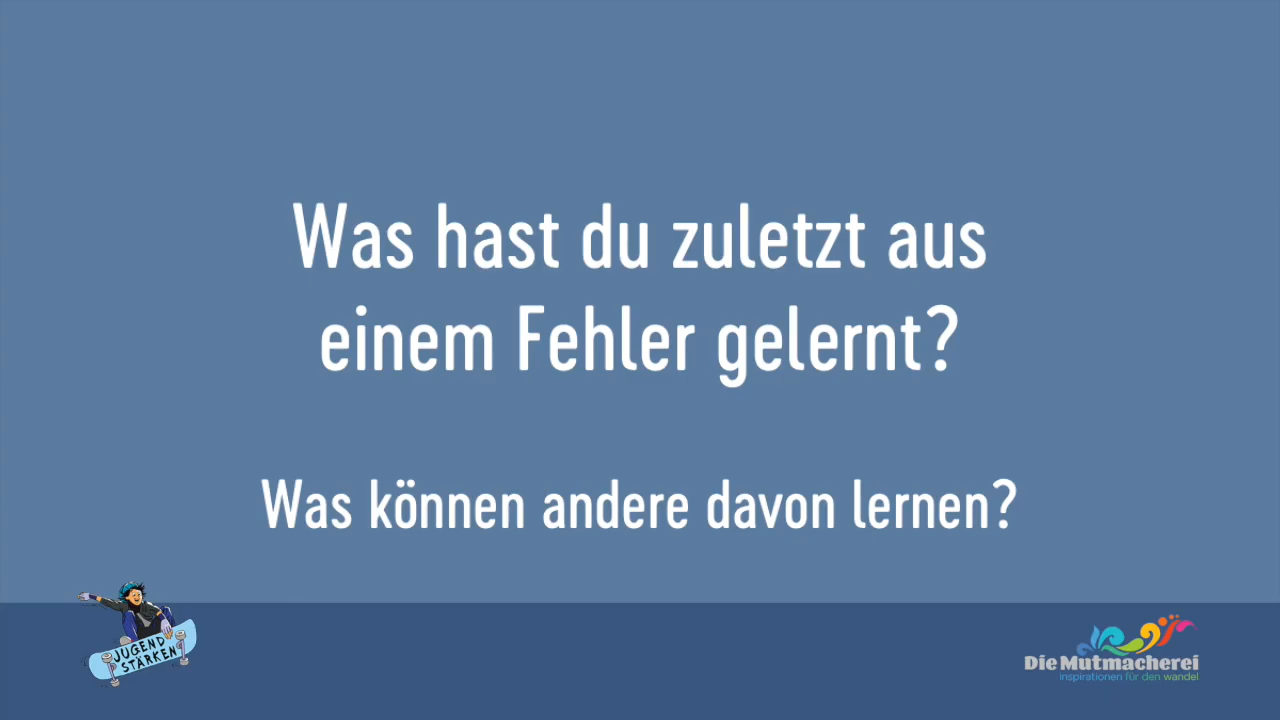 Was hast du zuletzt aus
einem Fehler gelernt?
Was können andere davon lernen?
JUGEND
STÄRKEN
Die Mutmacherei
inspirationen für den wandel